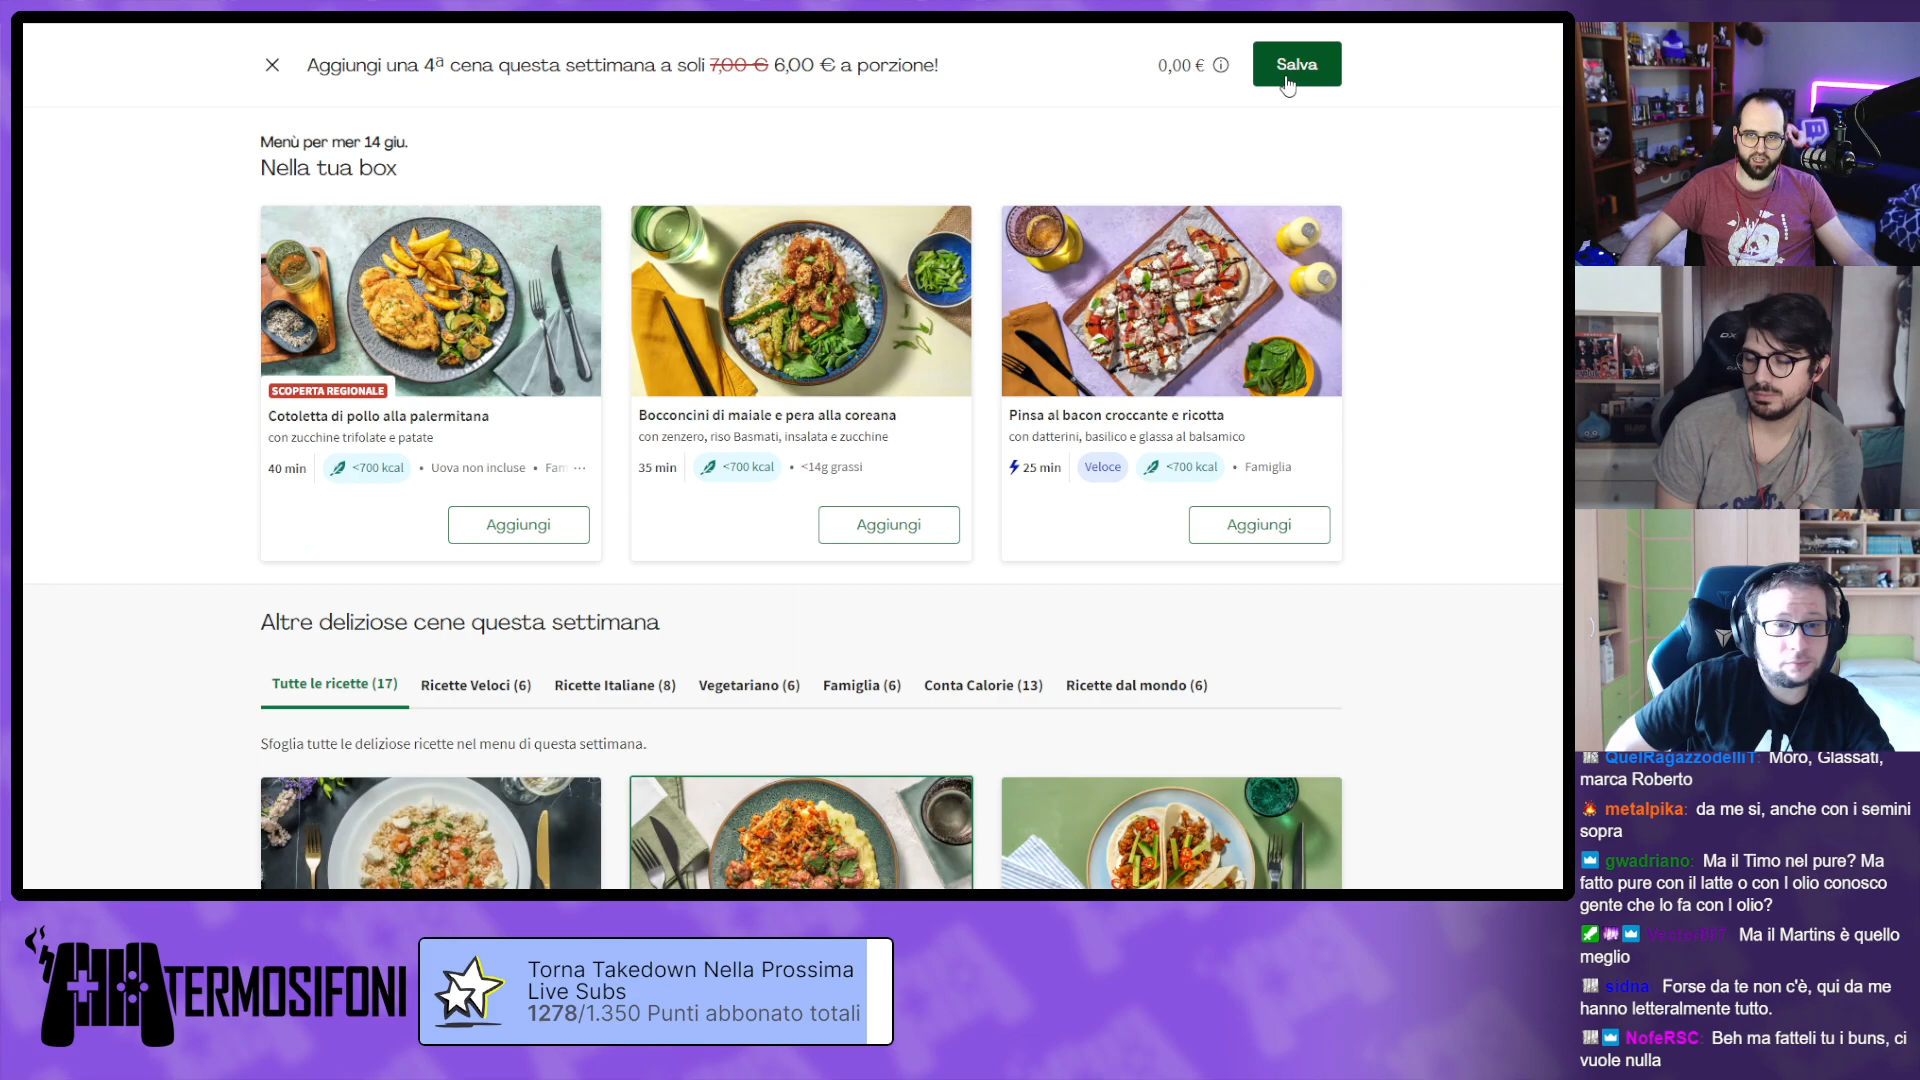 Aggiungi una 4ª cena questa settimana a soli 7,00 € 6,00 € a porzione!
0,00 €
Salva
Menù per mer 14 giu.
Nella tua box
SCOPERTA REGIONALE
Cotoletta di pollo alla palermitana
con zucchine trifolate e patate
40 min <700 kcal • Uova non incluse • Fam ···
Aggiungi
Bocconcini di maiale e pera alla coreana
con zenzero, riso Basmati, insalata e zucchine
35 min <700 kcal • <14g grassi
Aggiungi
Pinsa al bacon croccante e ricotta
con datterini, basilico e glassa al balsamico
25 min Veloce <700 kcal • Famiglia
Aggiungi
Altre deliziose cene questa settimana
Tutte le ricette (17) Ricette Veloci (6) Ricette Italiane (8) Vegetariano (6) Famiglia (6) Conta Calorie (13) Ricette dal mondo (6)
Sfoglia tutte le deliziose ricette nel menu di questa settimana.
QuelRagazzodelliT: Moro, Glassati,
marca Roberto
metalpika: da me si, anche con i semini
sopra
gwadriano: Ma il Timo nel pure? Ma
fatto pure con il latte o con l olio conosco
gente che lo fa con l olio?
Ma il Martins è quello
meglio
sidna: Forse da te non c'è, qui da me
hanno letteralmente tutto.
NofeRSC: Beh ma fatteli tu i buns, ci
vuole nulla
TERMOSIFONI
Torna Takedown Nella Prossima
Live Subs
1278/1.350 Punti abbonato totali